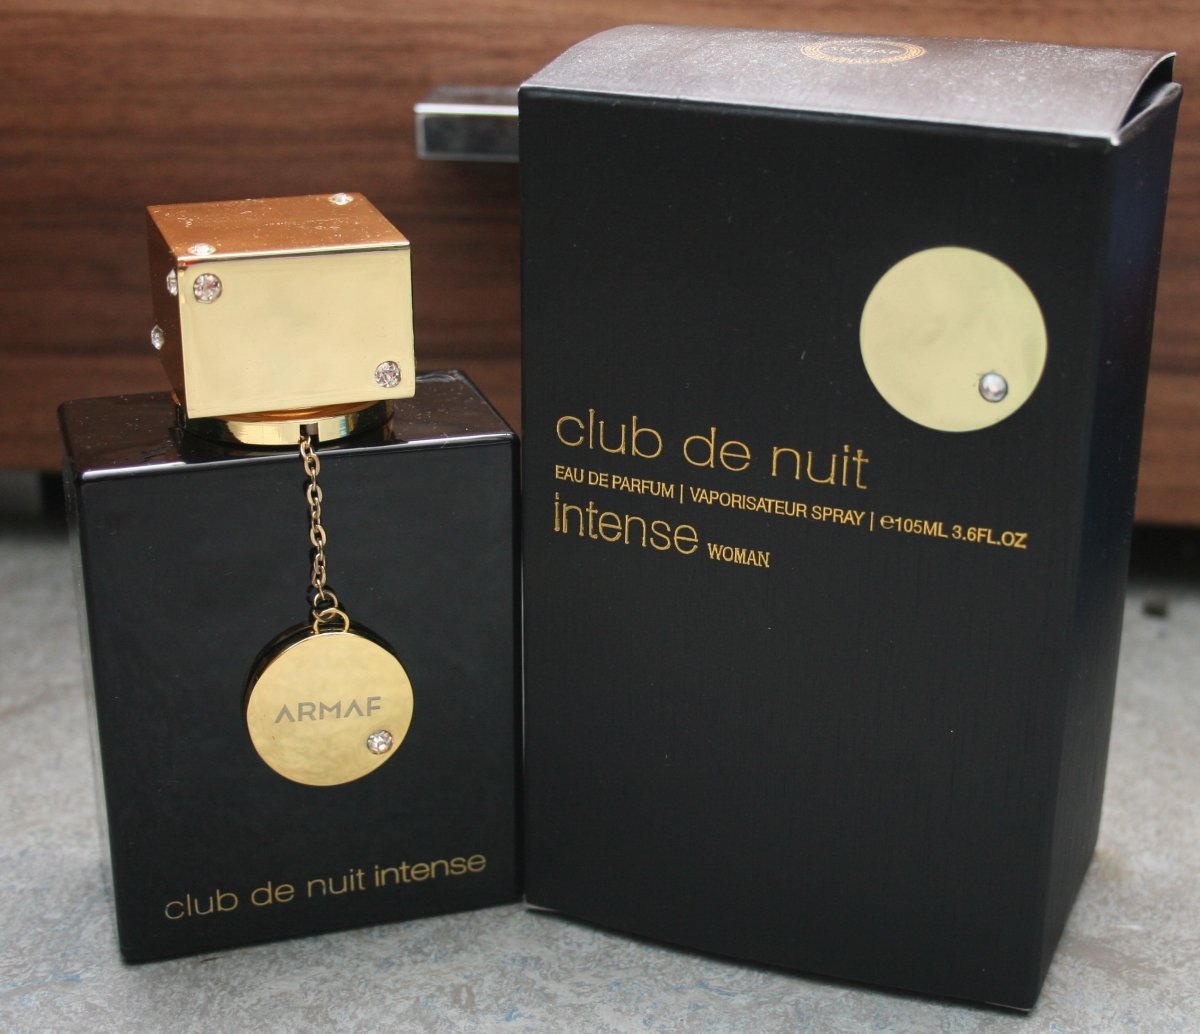 ARMAF
club de nuit intense
club de nuit
EAU DE PARFUM | VAPORISATEUR SPRAY | ℮105ML 3.6FL.OZ
intense WOMAN